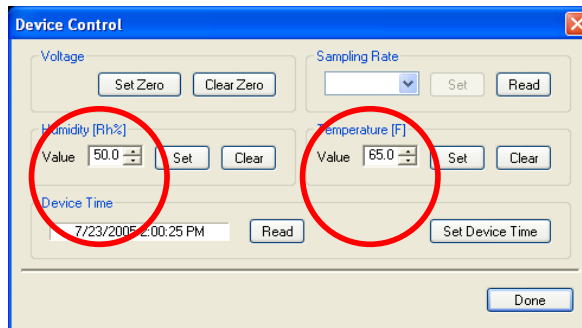 Device Control
Voltage
Set Zero
Clear Zero
Sampling Rate
Set
Read
Humidity [Rh%]
Value
50.0
Set
Clear
Temperature [F]
Value
65.0
Set
Clear
Device Time
7/23/2005 2:00:25 PM
Read
Set Device Time
Done